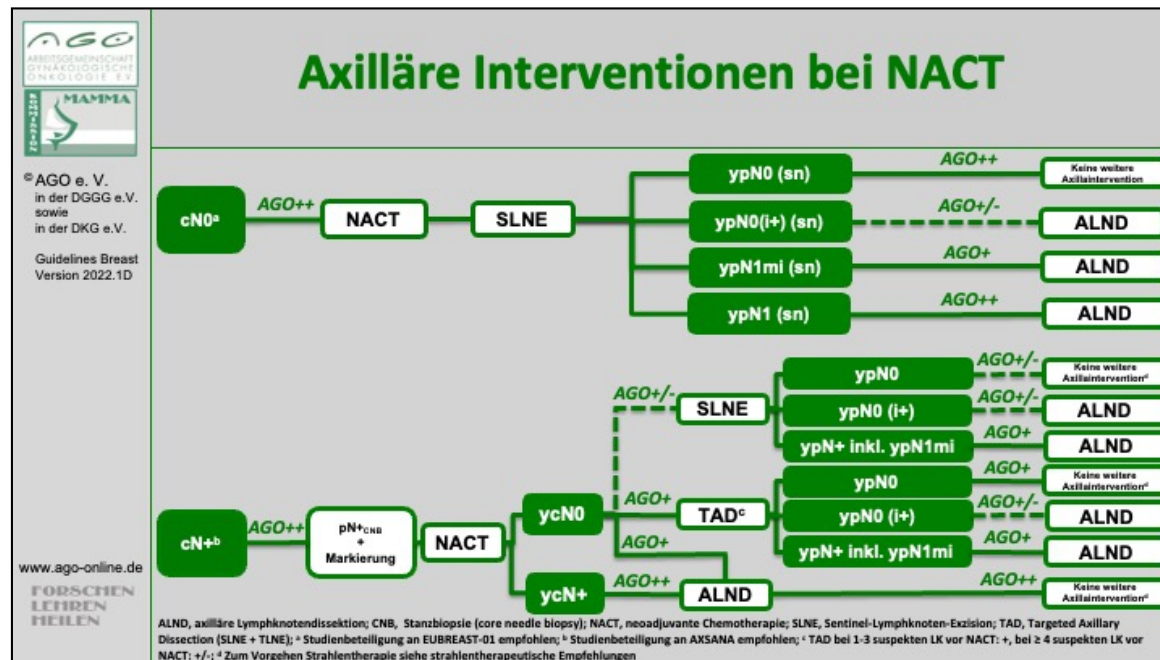 AGO
ARBEITSGEMEINSCHAFT
GYNÄKOLOGISCHE
ONKOLOGIE E.V.
MAMMA
© AGO e. V.
in der DGGG e.V.
sowie
in der DKG e.V.
Guidelines Breast
Version 2022.1D
www.ago-online.de
FORSCHEN
LEHREN
HEILEN
Axilläre Interventionen bei NACT
cN0ᵃ
AGO++
NACT
SLNE
ypN0 (sn)
AGO++
Keine weitere
Axillaintervention
ypN0(i+) (sn)
AGO+/-
ALND
ypN1mi (sn)
AGO+
ALND
ypN1 (sn)
AGO++
ALND
cN+ᵇ
AGO++
pN+CNB
+
Markierung
NACT
ycN0
AGO+/-
SLNE
ypN0
AGO+/-
Keine weitere
Axillainterventionᵈ
ypN0 (i+)
AGO+/-
ALND
ypN+ inkl. ypN1mi
AGO+
ALND
AGO+
TADᶜ
ypN0
AGO+
Keine weitere
Axillainterventionᵈ
ypN0 (i+)
AGO+/-
ALND
ypN+ inkl. ypN1mi
AGO+
ALND
AGO+
ycN+
AGO++
ALND
AGO++
Keine weitere
Axillainterventionᵈ
ALND, axilläre Lymphknotendissektion; CNB, Stanzbiopsie (core needle biopsy); NACT, neoadjuvante Chemotherapie; SLNE, Sentinel-Lymphknoten-Exzision; TAD, Targeted Axillary
Dissection (SLNE + TLNE); ᵃ Studienbeteiligung an EUBREAST-01 empfohlen; ᵇ Studienbeteiligung an AXSANA empfohlen; ᶜ TAD bei 1-3 suspekten LK vor NACT: +, bei ≥ 4 suspekten LK vor
NACT: +/-; ᵈ Zum Vorgehen Strahlentherapie siehe strahlentherapeutische Empfehlungen